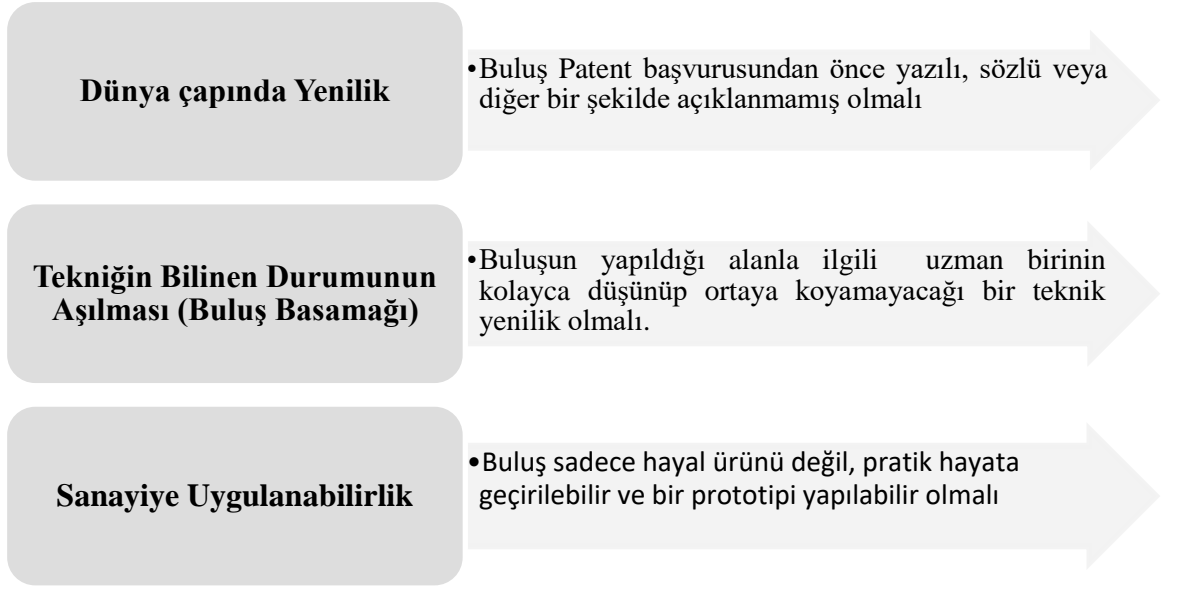 Dünya çapında Yenilik
•Buluş Patent başvurusundan önce yazılı, sözlü veya
diğer bir şekilde açıklanmamış olmalı
Tekniğin Bilinen Durumunun
Aşılması (Buluş Basamağı)
•Buluşun yapıldığı alanla ilgili uzman birinin
kolayca düşünüp ortaya koyamayacağı bir teknik
yenilik olmalı.
Sanayiye Uygulanabilirlik
•Buluş sadece hayal ürünü değil, pratik hayata
geçirilebilir ve bir prototipi yapılabilir olmalı